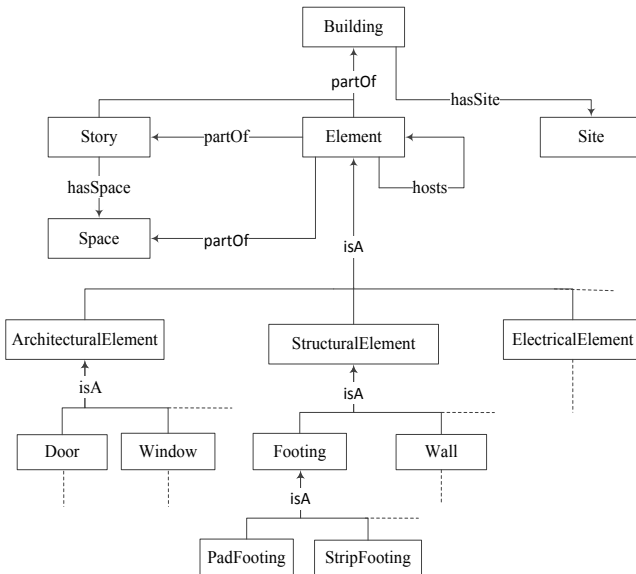 Building
partOf
hasSite
Story
partOf
Element
Site
hasSpace
hosts
Space
partOf
isA
ArchitecturalElement
StructuralElement
ElectricalElement
isA
isA
Door
Window
Footing
Wall
isA
PadFooting
StripFooting